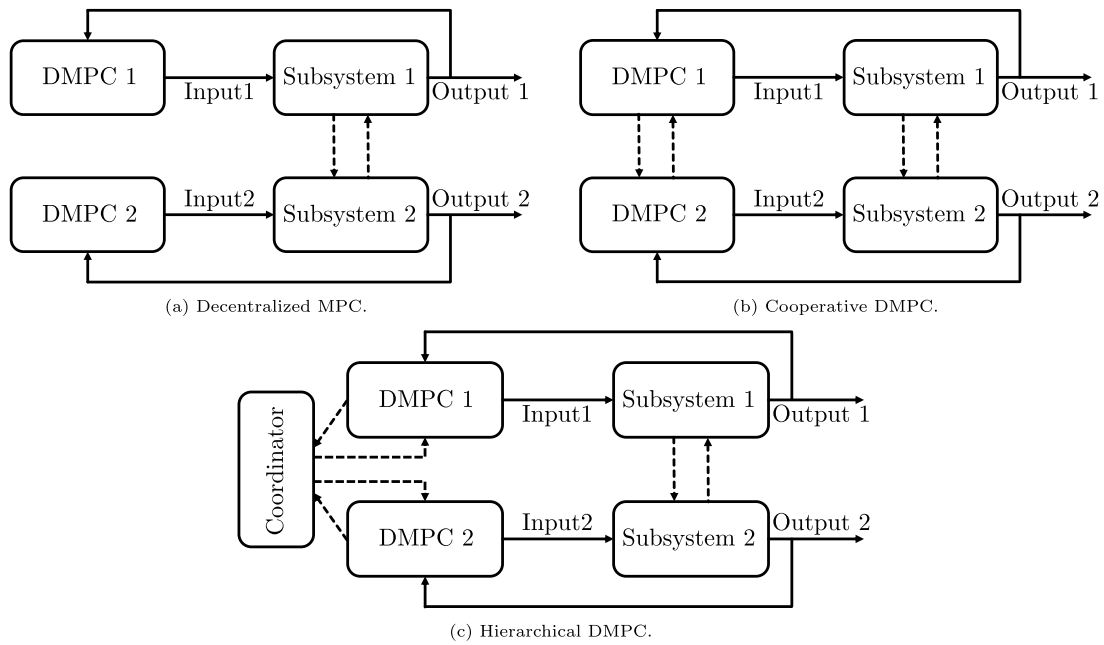 DMPC 1
Input1
Subsystem 1
Output 1
DMPC 2
Input2
Subsystem 2
Output 2
(a) Decentralized MPC.
DMPC 1
Input1
Subsystem 1
Output 1
DMPC 2
Input2
Subsystem 2
Output 2
(b) Cooperative DMPC.
Coordinator
DMPC 1
Input1
Subsystem 1
Output 1
DMPC 2
Input2
Subsystem 2
Output 2
(c) Hierarchical DMPC.